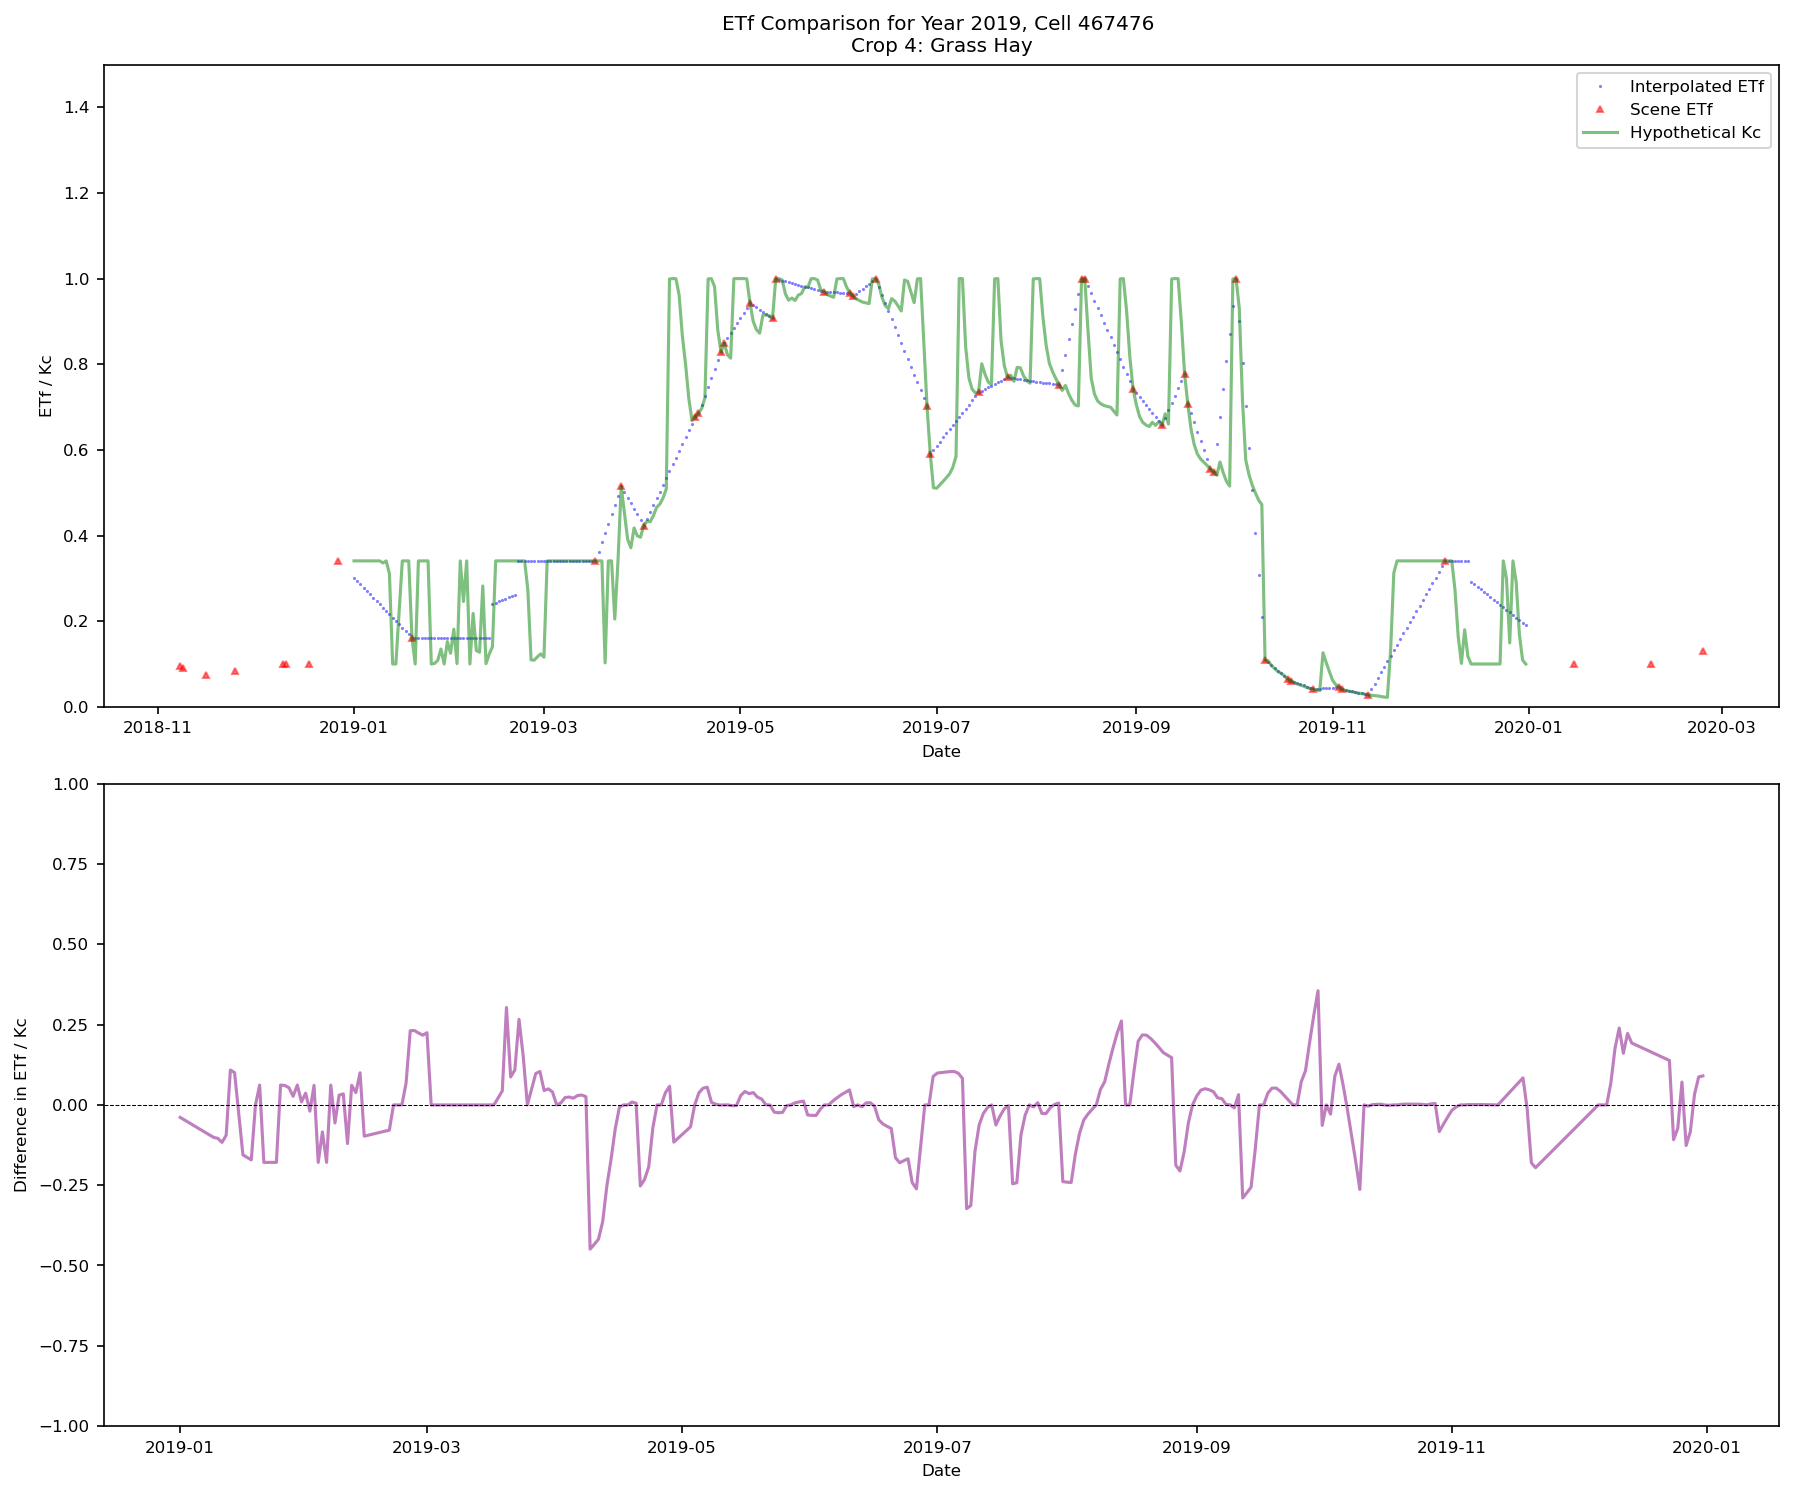 ETf Comparison for Year 2019, Cell 467476
Crop 4: Grass Hay
Interpolated ETf
Scene ETf
Hypothetical Kc
ETf / Kc
1.4
1.2
1.0
0.8
0.6
0.4
0.2
0.0
2018-11 2019-01 2019-03 2019-05 2019-07 2019-09 2019-11 2020-01 2020-03
Date
Difference in ETf / Kc
1.00
0.75
0.50
0.25
0.00
−0.25
−0.50
−0.75
−1.00
2019-01 2019-03 2019-05 2019-07 2019-09 2019-11 2020-01
Date